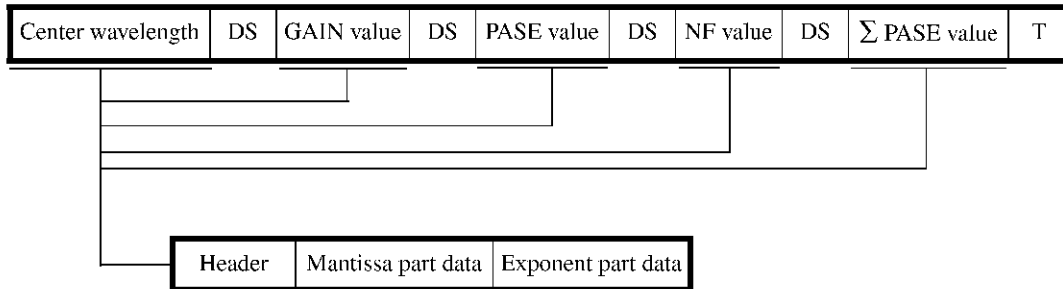 Center wavelength DS GAIN value DS PASE value DS NF value DS ∑ PASE value T
Header Mantissa part data Exponent part data